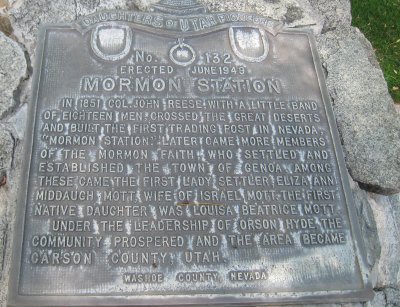 DAUGHTERS OF UTAH PIONEERS
No. 132
ERECTED JUNE 1949
MORMON STATION
IN 1851 COL. JOHN REESE WITH A LITTLE BAND
OF EIGHTEEN MEN CROSSED THE GREAT DESERTS
AND BUILT THE FIRST TRADING POST IN NEVADA,
"MORMON STATION." LATER CAME MORE MEMBERS
OF THE MORMON FAITH WHO SETTLED AND
ESTABLISHED THE TOWN OF GENOA. AMONG
THESE CAME THE FIRST LADY SETTLER ELIZA ANN
MIDDAUGH MOTT, WIFE OF ISRAEL MOTT. THE FIRST
NATIVE DAUGHTER WAS LOUISA BEATRICE MOTT.
UNDER THE LEADERSHIP OF ORSON HYDE THE
COMMUNITY PROSPERED AND THE AREA BECAME
CARSON COUNTY, UTAH.
WASHOE COUNTY, NEVADA